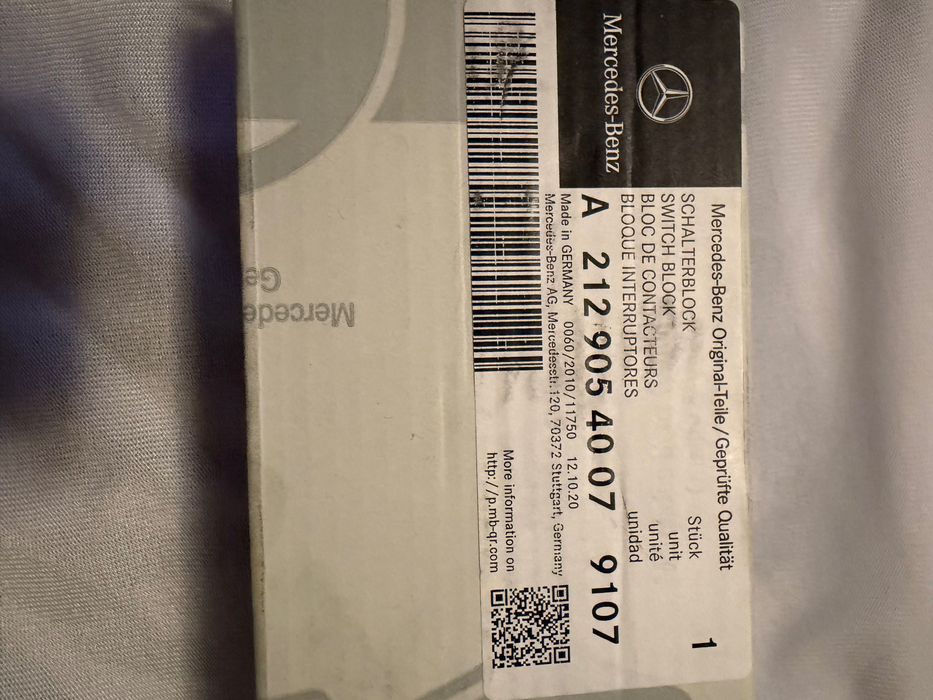 Mercedes-Benz
Mercedes-Benz Original-Teile/Geprüfte Qualität
SCHALTERBLOCK
SWITCH BLOCK
BLOC DE CONTACTEURS
BLOQUE INTERRUPTORES
Stück
unit
unité
unidad
1
A 212 905 40 07 9107
Made in GERMANY 0060/2010/11750 12.10.20
Mercedes-Benz AG, Mercedesstr.120, 70372 Stuttgart, Germany
More information on
http://p.mb-qr.com
Mercede
Ge